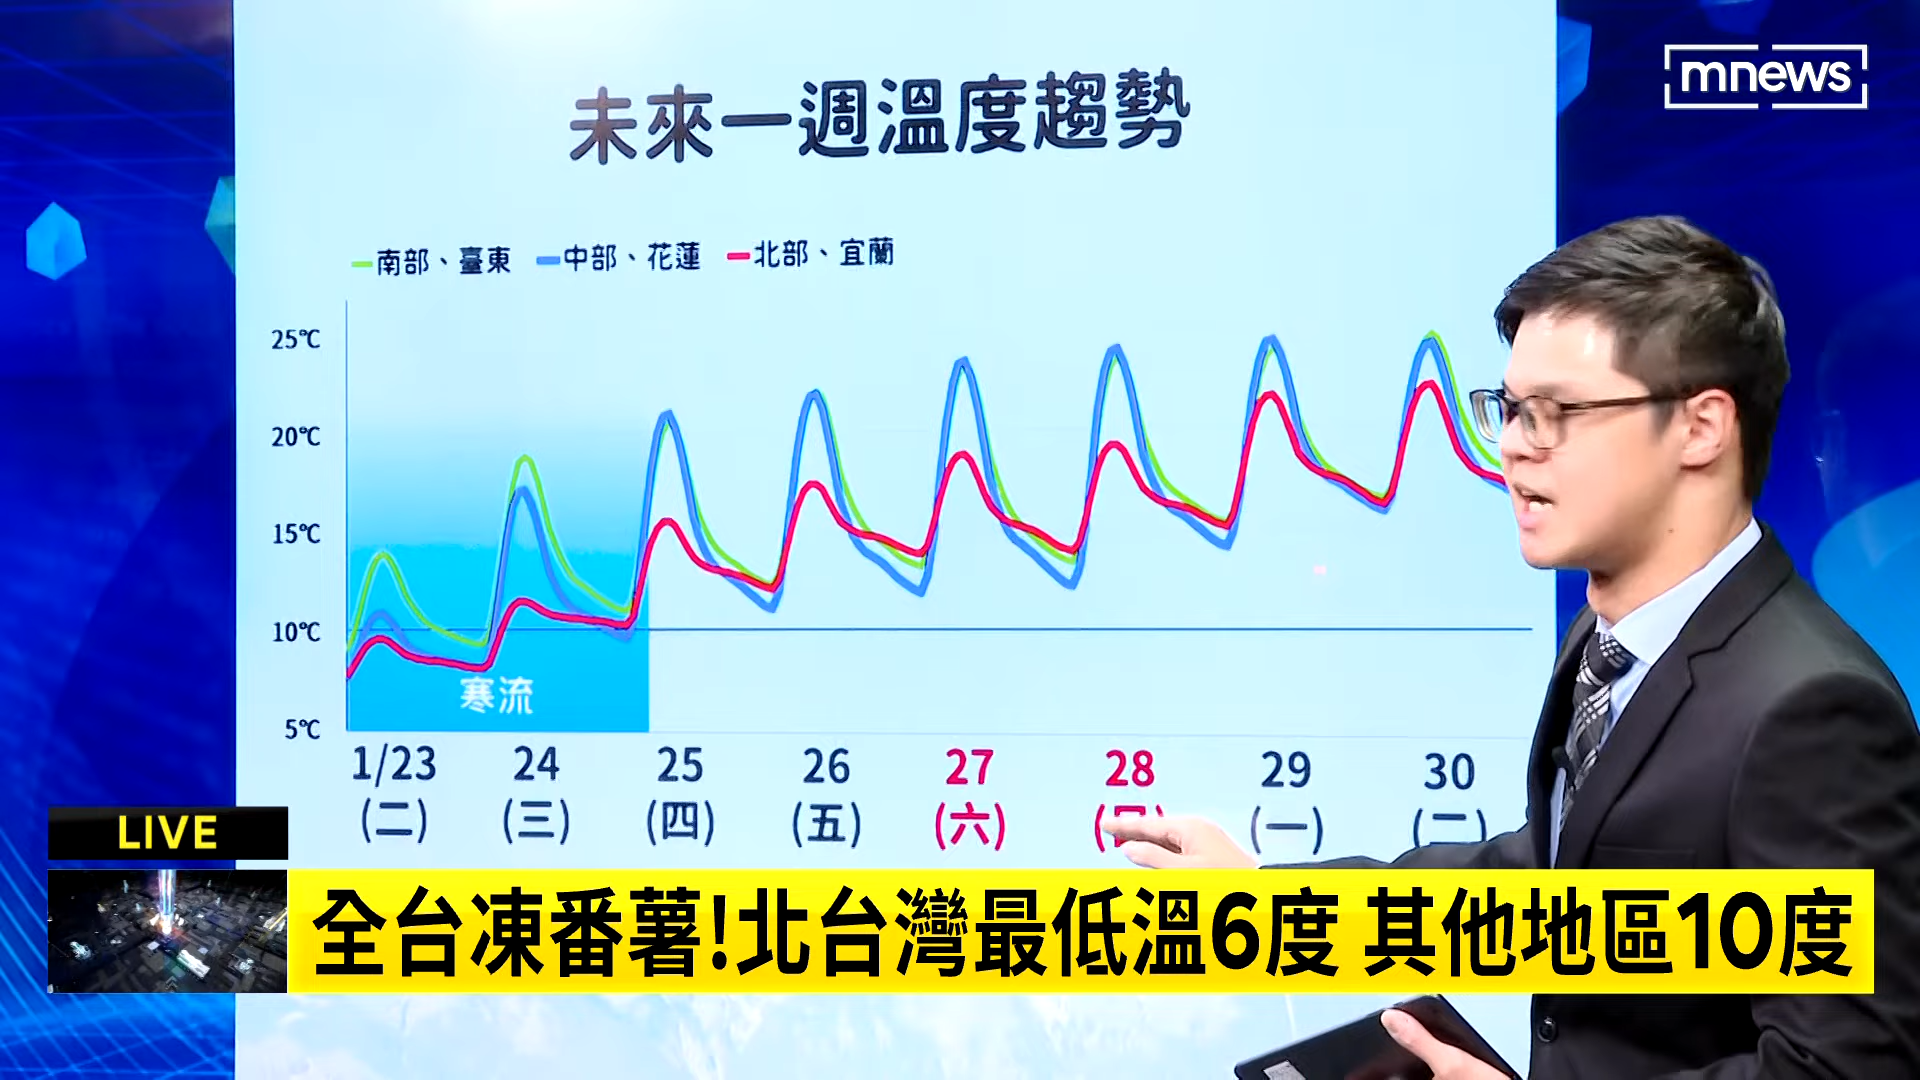 未來一週溫度趨勢
mnews
南部、臺東 中部、花蓮 北部、宜蘭
25℃
20℃
15℃
10℃
5℃
寒流
1/23 24 25 26 27 28 29 30
(二) (三) (四) (五) (六) (日) (一) (二)
LIVE
全台凍番薯!北台灣最低溫6度 其他地區10度